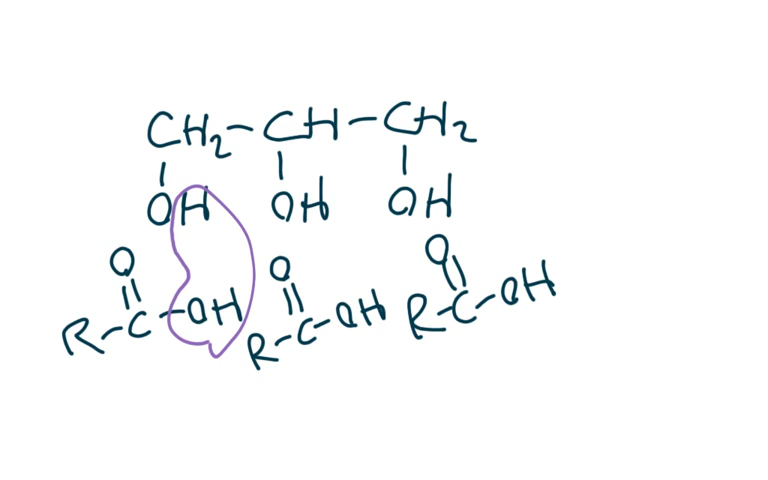 CH₂-CH-CH₂
OH OH OH
O O O
R-C-OH R-C-OH R-C-OH